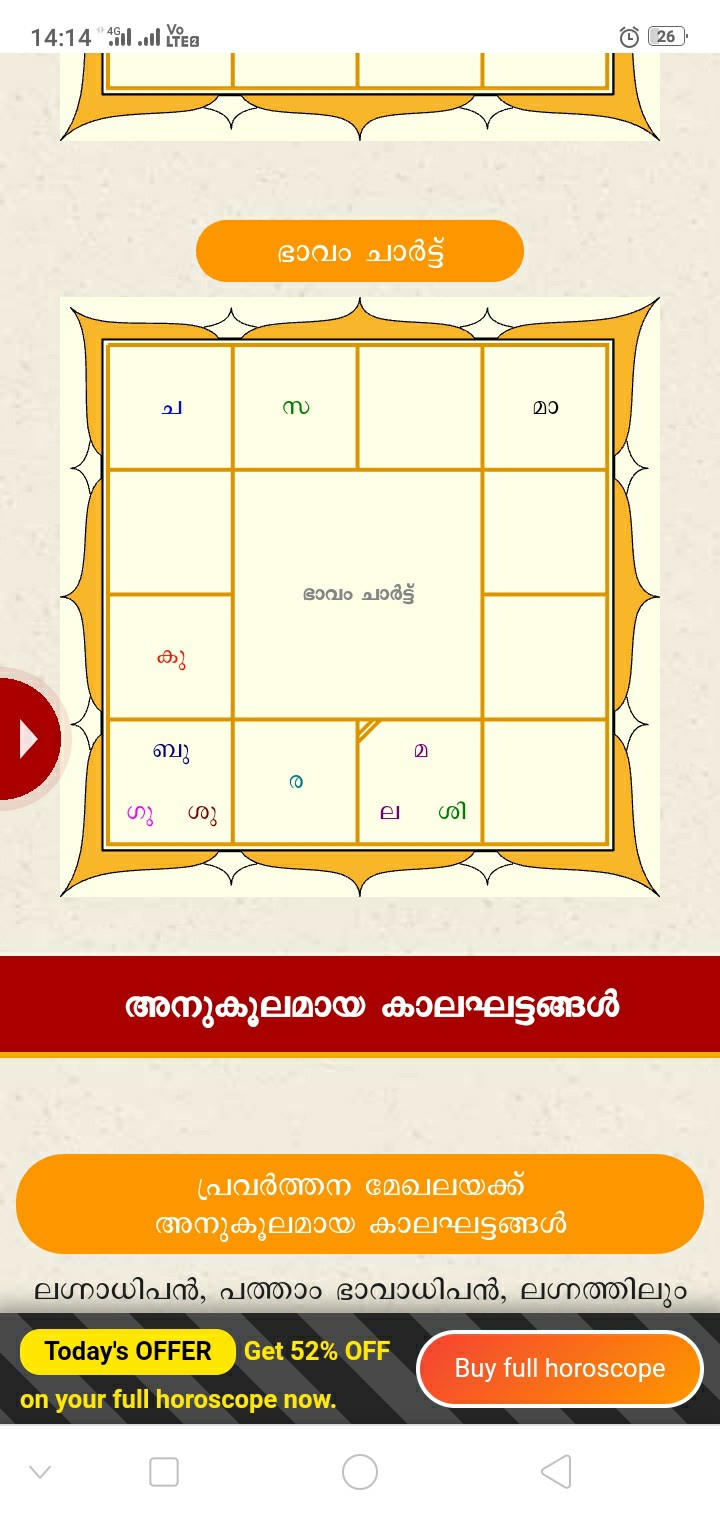 14:14
4G
Vo
LTE2
26
ഭാവം ചാർട്ട്
ച
സ
മാ
ഭാവം ചാർട്ട്
കു
ബു
മ
ര
ഗു ശു
ല ശി
അനുകൂലമായ കാലഘട്ടങ്ങൾ
പ്രവർത്തന മേഖലയക്ക്
അനുകൂലമായ കാലഘട്ടങ്ങൾ
ലഗ്നാധിപൻ, പത്താം ഭാവാധിപൻ, ലഗ്നത്തിലും
Today's OFFER Get 52% OFF
on your full horoscope now.
Buy full horoscope